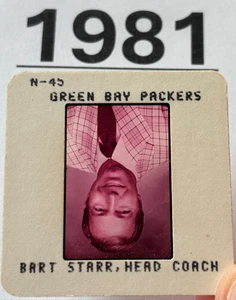 1981
N-45
GREEN BAY PACKERS
BART STARR, HEAD COACH